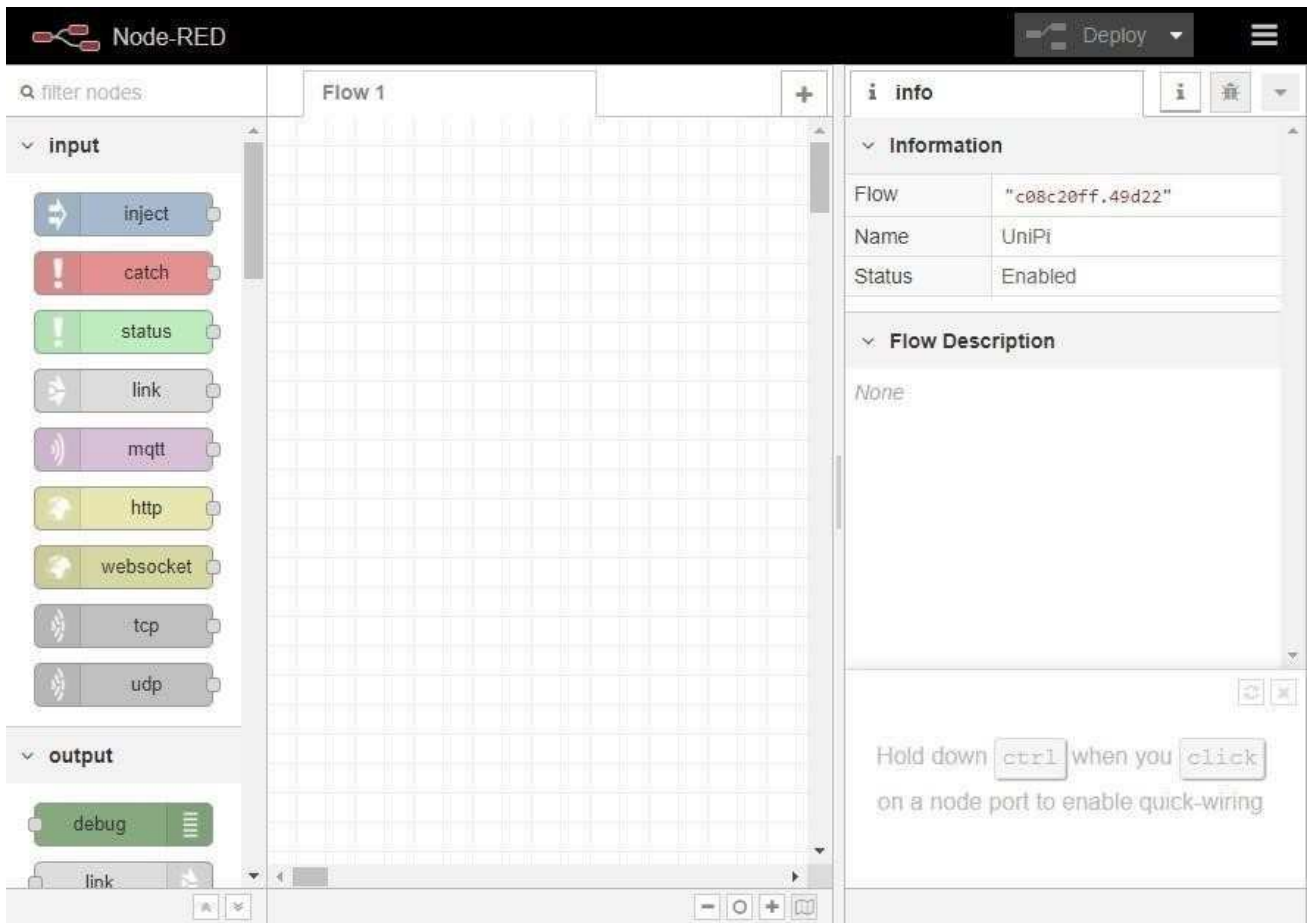 Node-RED
Deploy
filter nodes
Flow 1
i info
i
input
inject
catch
status
link
mqtt
http
websocket
tcp
udp
output
debug
link
Information
Flow "c08c20ff.49d22"
Name UniPi
Status Enabled
Flow Description
None
Hold down ctrl when you click
on a node port to enable quick-wiring